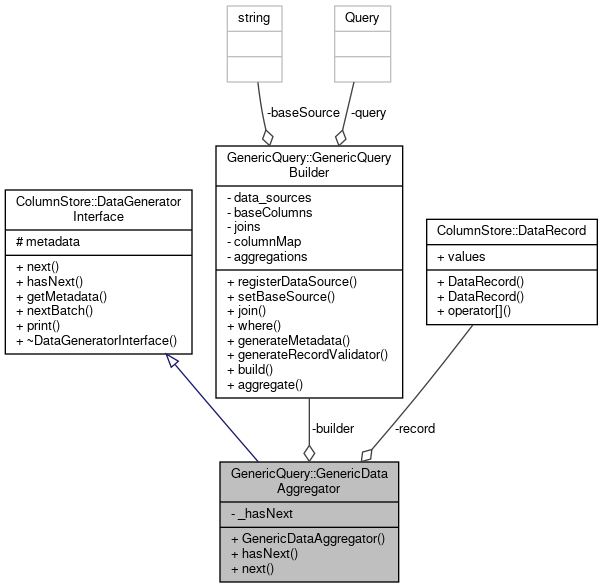 string
Query
-baseSource
-query
GenericQuery::GenericQuery
Builder
- data_sources
- baseColumns
- joins
- columnMap
- aggregations
+ registerDataSource()
+ setBaseSource()
+ join()
+ where()
+ generateMetadata()
+ generateRecordValidator()
+ build()
+ aggregate()
ColumnStore::DataGenerator
Interface
# metadata
+ next()
+ hasNext()
+ getMetadata()
+ nextBatch()
+ print()
+ ~DataGeneratorInterface()
ColumnStore::DataRecord
+ values
+ DataRecord()
+ DataRecord()
+ operator[]()
-builder
-record
GenericQuery::GenericData
Aggregator
- _hasNext
+ GenericDataAggregator()
+ hasNext()
+ next()